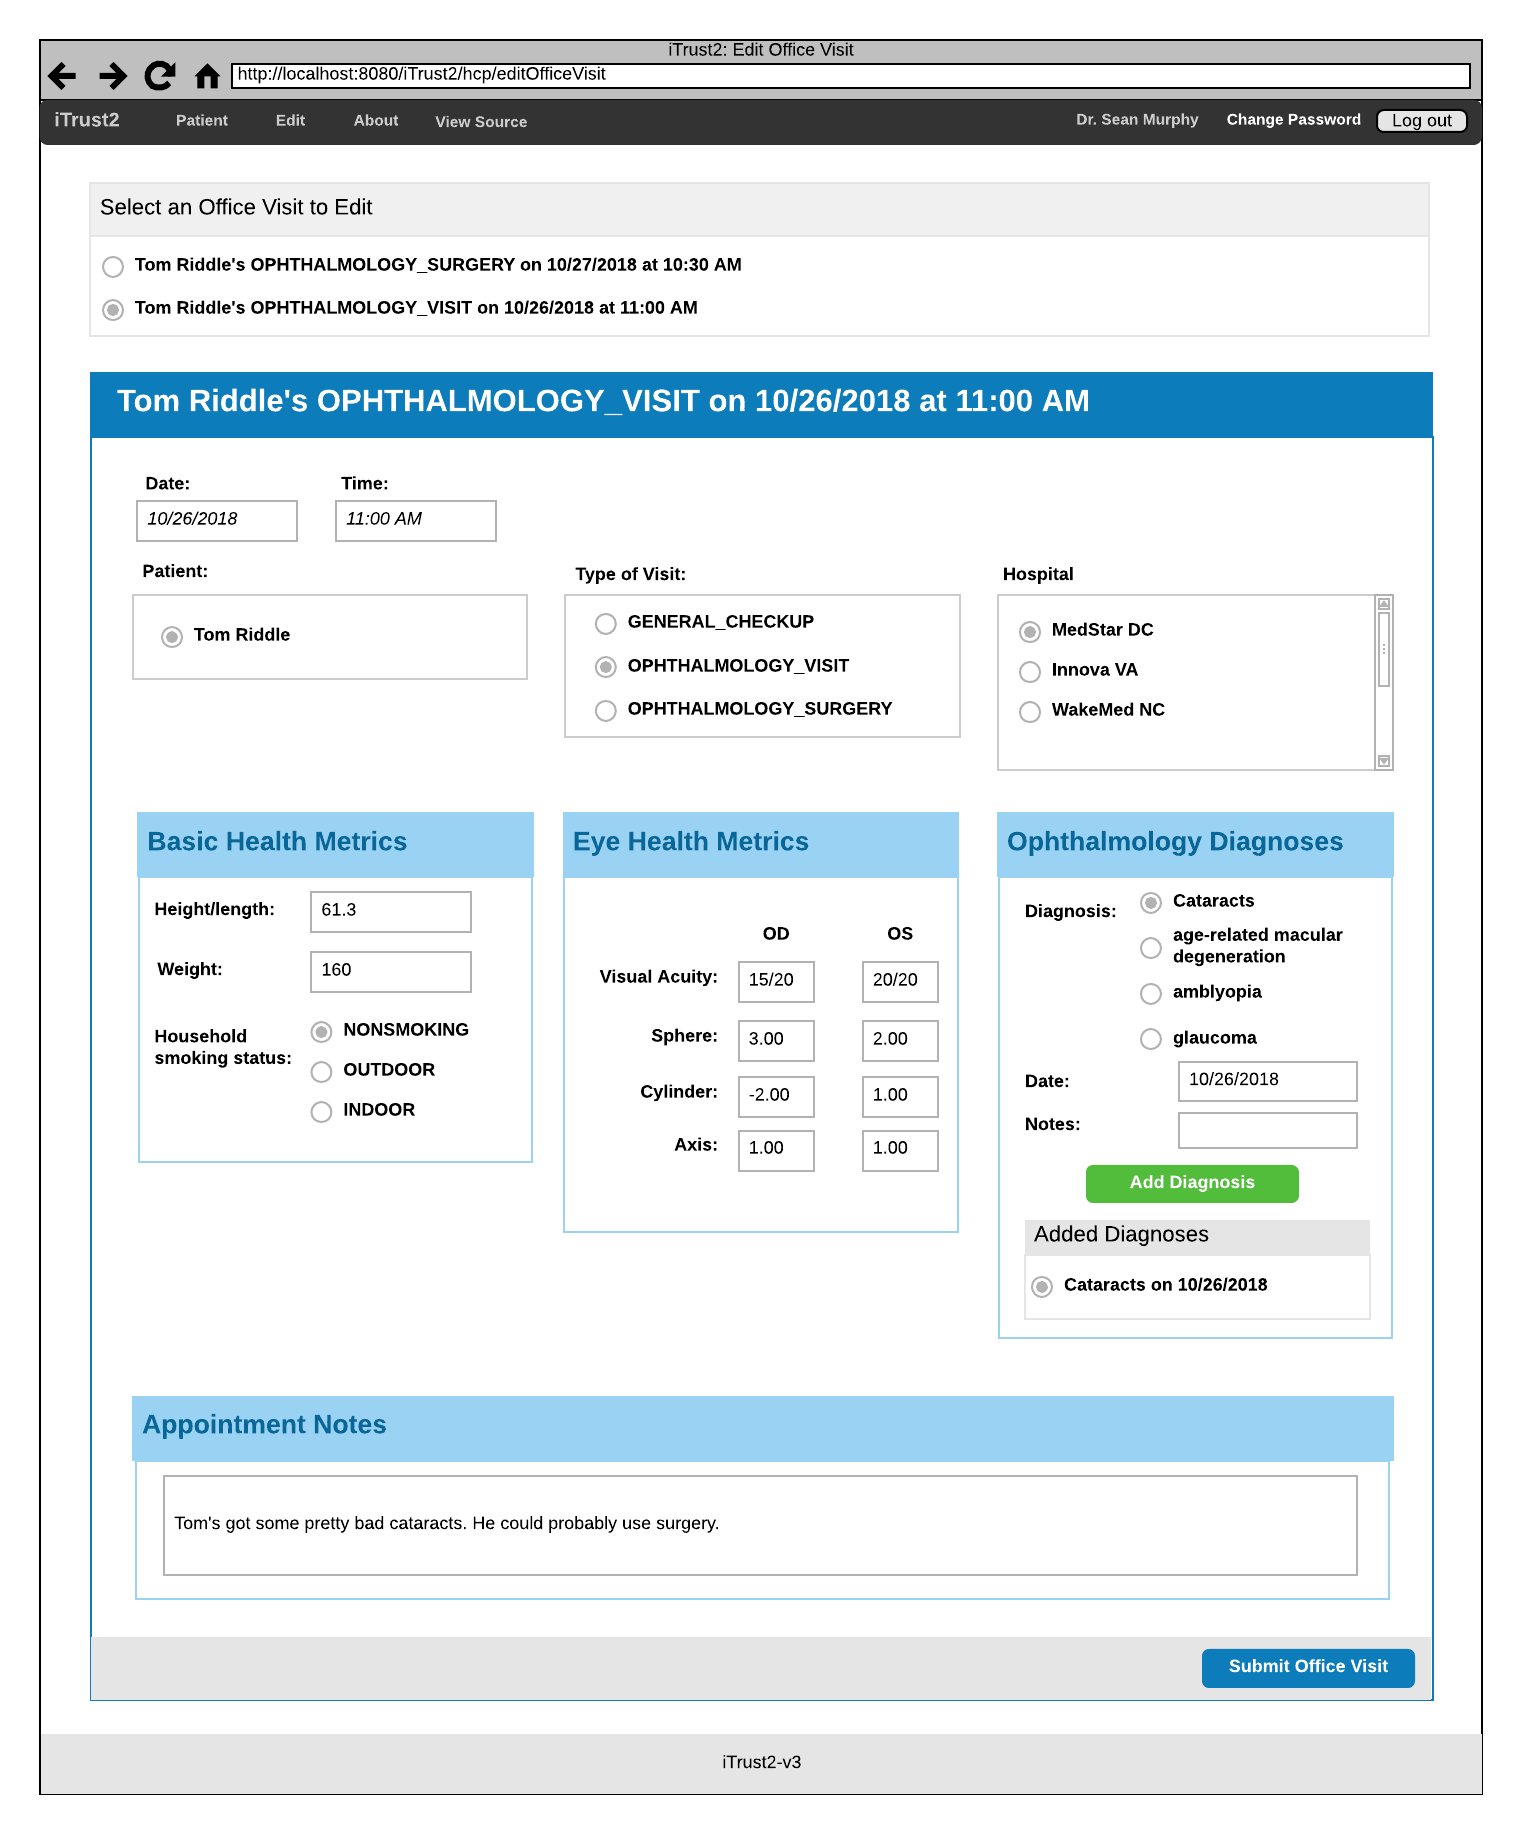 iTrust2: Edit Office Visit
http://localhost:8080/iTrust2/hcp/editOfficeVisit
iTrust2 Patient Edit About View Source Dr. Sean Murphy Change Password Log out
Select an Office Visit to Edit
Tom Riddle's OPHTHALMOLOGY_SURGERY on 10/27/2018 at 10:30 AM
Tom Riddle's OPHTHALMOLOGY_VISIT on 10/26/2018 at 11:00 AM
Tom Riddle's OPHTHALMOLOGY_VISIT on 10/26/2018 at 11:00 AM
Date: Time:
10/26/2018 11:00 AM
Patient:
Tom Riddle
Type of Visit:
GENERAL_CHECKUP
OPHTHALMOLOGY_VISIT
OPHTHALMOLOGY_SURGERY
Hospital
MedStar DC
Innova VA
WakeMed NC
Basic Health Metrics
Height/length: 61.3
Weight: 160
Household
smoking status:
NONSMOKING
OUTDOOR
INDOOR
Eye Health Metrics
OD OS
Visual Acuity: 15/20 20/20
Sphere: 3.00 2.00
Cylinder: -2.00 1.00
Axis: 1.00 1.00
Ophthalmology Diagnoses
Diagnosis:
Cataracts
age-related macular
degeneration
amblyopia
glaucoma
Date: 10/26/2018
Notes:
Add Diagnosis
Added Diagnoses
Cataracts on 10/26/2018
Appointment Notes
Tom's got some pretty bad cataracts. He could probably use surgery.
Submit Office Visit
iTrust2-v3